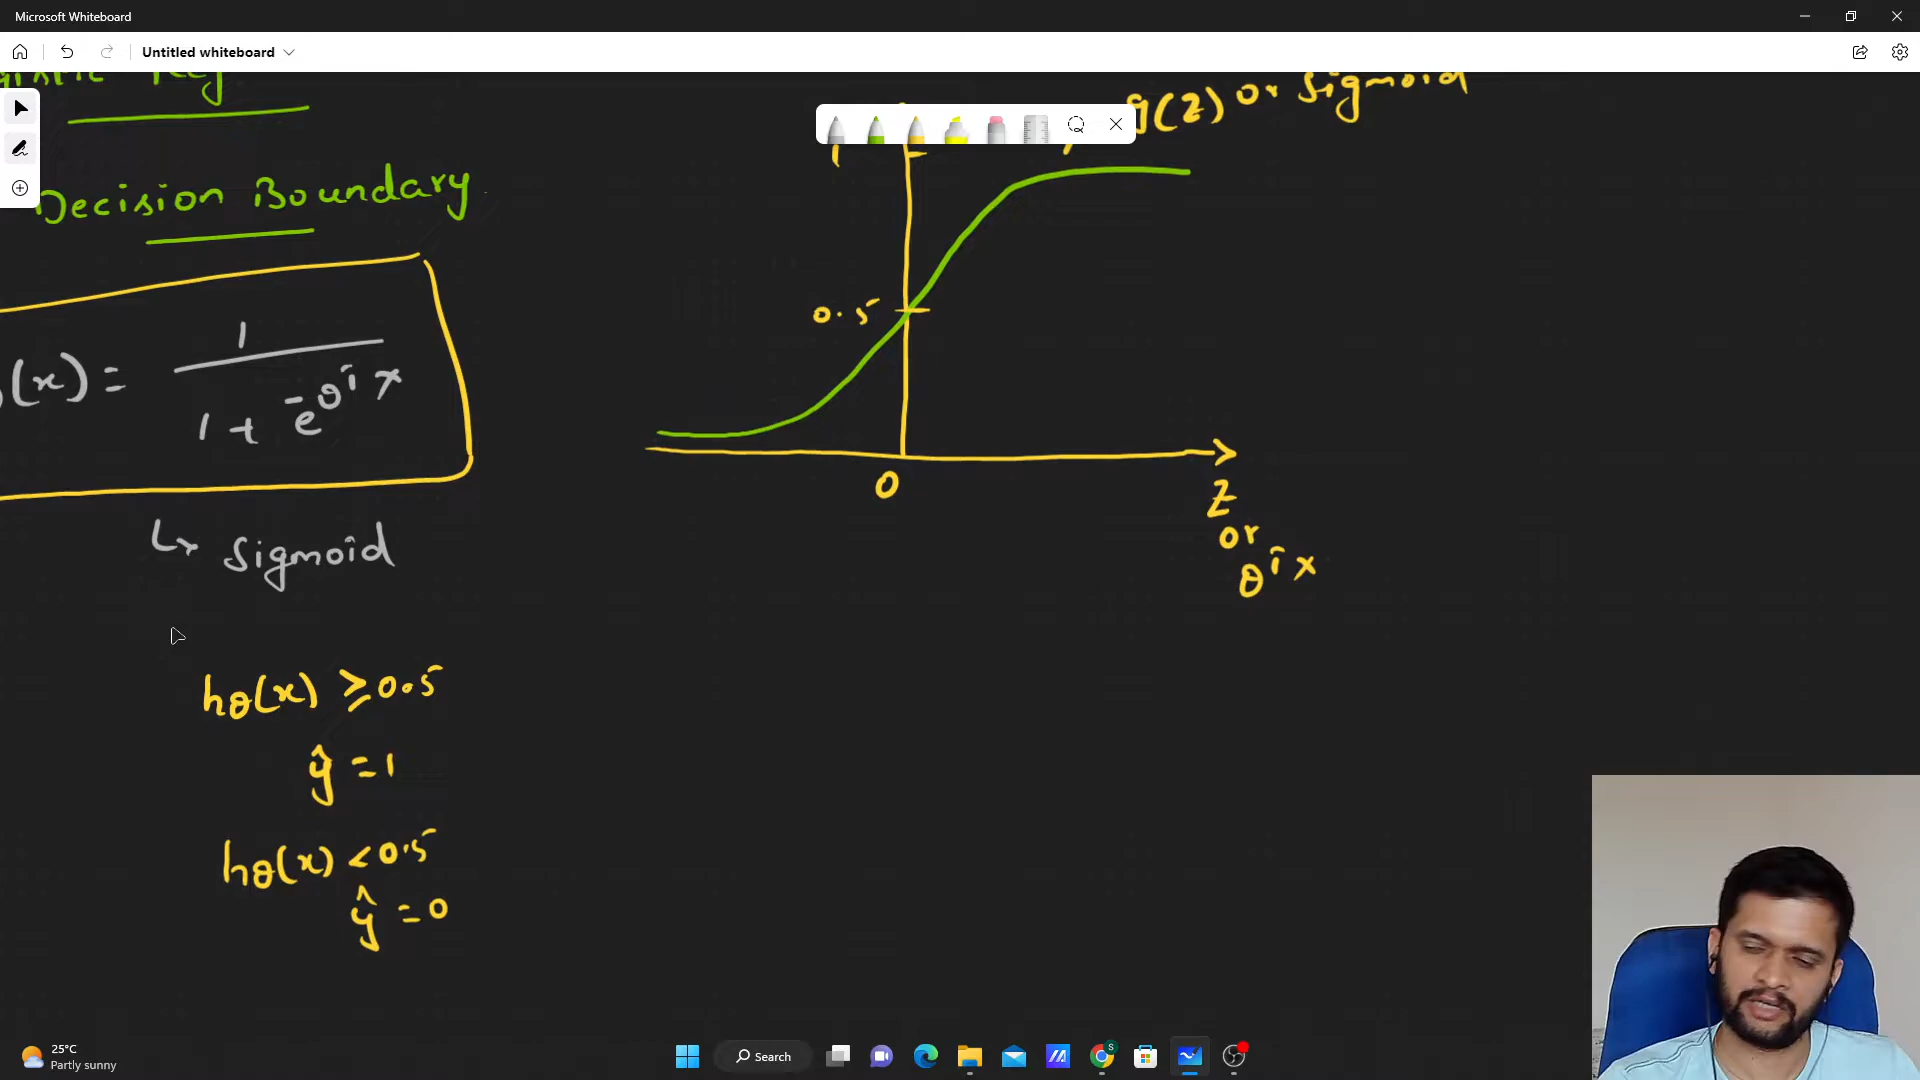 Microsoft Whiteboard
Untitled whiteboard
Decision Boundary
(x) = 1 / 1 + e^-θᵀx
↳ Sigmoid
hθ(x) ≥ 0.5
ŷ = 1
hθ(x) < 0.5
ŷ = 0
g(z) or sigmoid
1
0.5
0
z
or
θᵀx
25°C
Partly sunny
Search